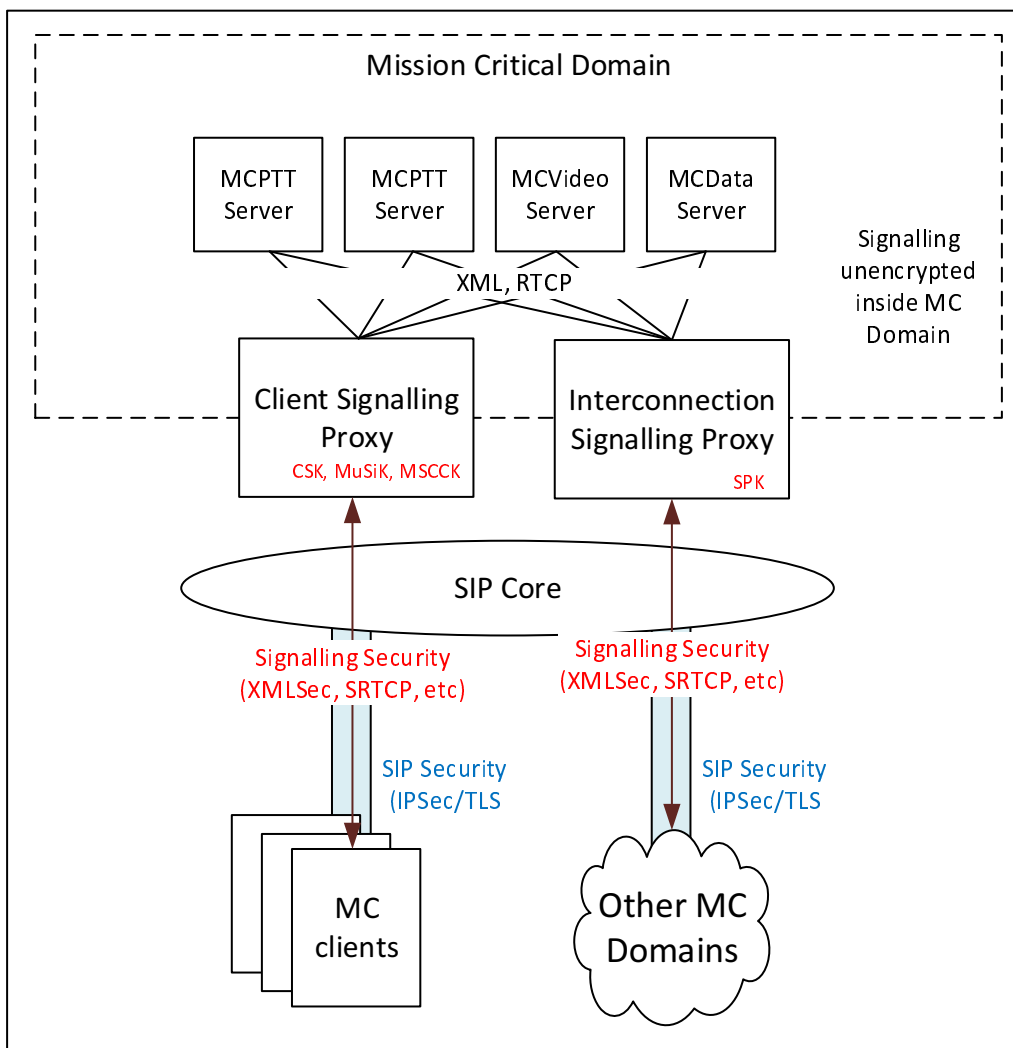 Mission Critical Domain
MCPTT
Server
MCPTT
Server
MCVideo
Server
MCData
Server
Signalling
unencrypted
inside MC
Domain
XML, RTCP
Client Signalling
Proxy
CSK, MuSiK, MSCCK
Interconnection
Signalling Proxy
SPK
SIP Core
Signalling Security
(XMLSec, SRTCP, etc)
Signalling Security
(XMLSec, SRTCP, etc)
SIP Security
(IPSec/TLS
SIP Security
(IPSec/TLS
MC
clients
Other MC
Domains